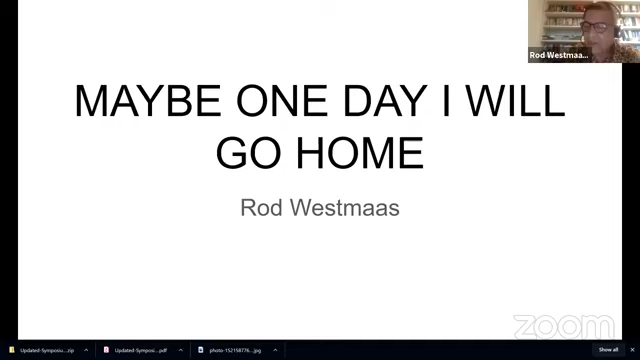 Rod Westmaa...
MAYBE ONE DAY I WILL
GO HOME
Rod Westmaas
zoom
Updated-Symposiu....zip
Updated-Symposi....pdf
photo-152158776....jpg
Show all